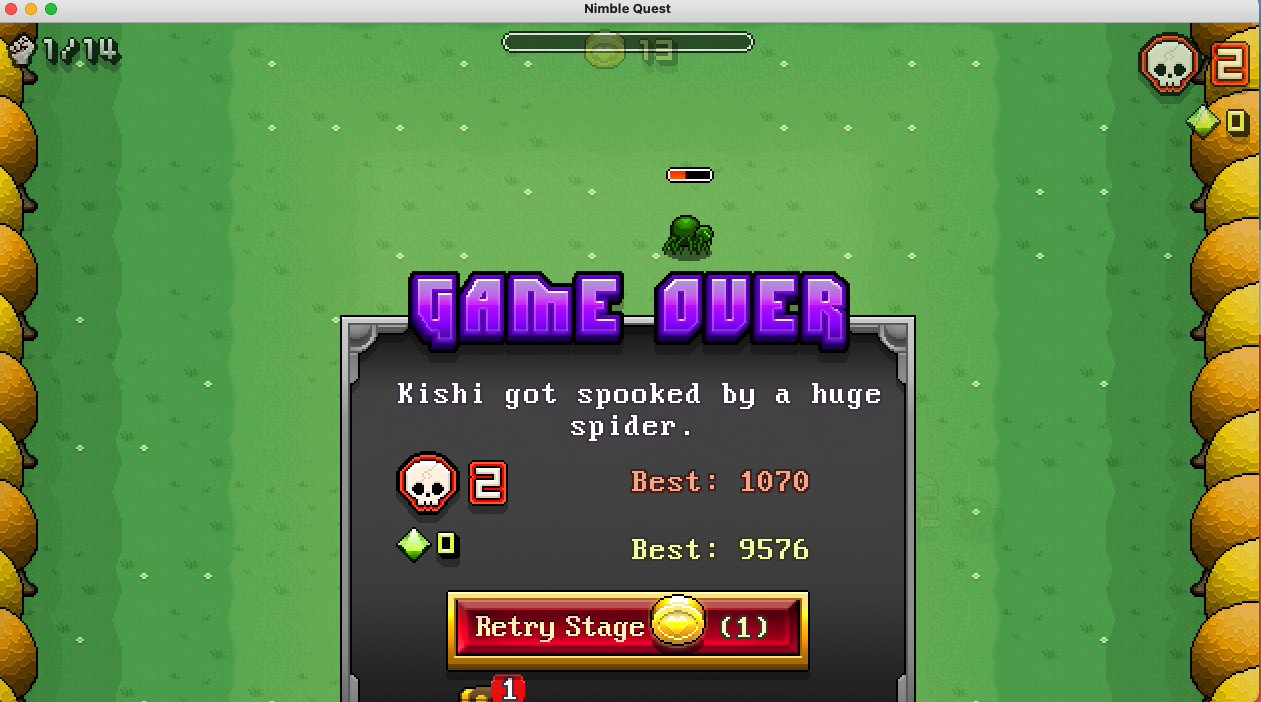 Nimble Quest
1/14
13
2
0
GAME OVER
Kishi got spooked by a huge
spider.
2
Best: 1070
0
Best: 9576
Retry Stage (1)
1